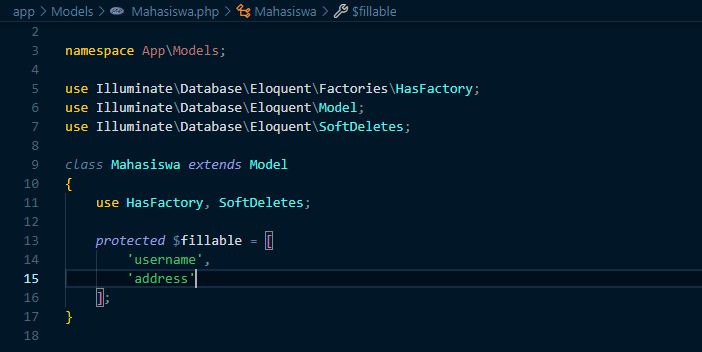 app > Models > Mahasiswa.php > Mahasiswa > $fillable
2
3 namespace App\Models;
4
5 use Illuminate\Database\Eloquent\Factories\HasFactory;
6 use Illuminate\Database\Eloquent\Model;
7 use Illuminate\Database\Eloquent\SoftDeletes;
8
9 class Mahasiswa extends Model
10 {
11     use HasFactory, SoftDeletes;
12
13     protected $fillable = [
14         'username',
15         'address'
16     ];
17 }
18